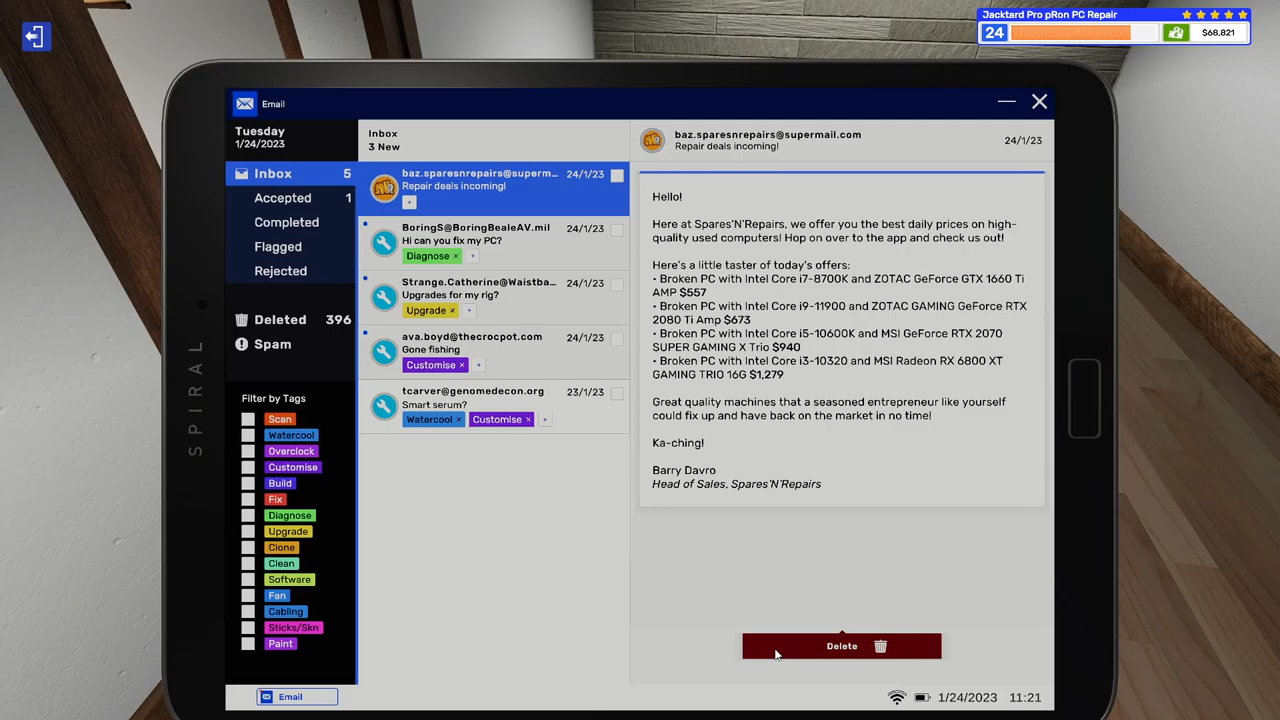 Jacktard Pro pRon PC Repair
24
$68,821
SPIRAL
Email
Tuesday
1/24/2023
Inbox 5
Accepted 1
Completed
Flagged
Rejected
Deleted 396
Spam
Filter by Tags
Scan
Watercool
Overclock
Customise
Build
Fix
Diagnose
Upgrade
Clone
Clean
Software
Fan
Cabling
Sticks/Skn
Paint
Inbox
3 New
baz.sparesnrepairs@superm... 24/1/23
Repair deals incoming!
+
BoringS@BoringBealeAV.mil 24/1/23
Hi can you fix my PC?
Diagnose × +
Strange.Catherine@Waistba... 24/1/23
Upgrades for my rig?
Upgrade × +
ava.boyd@thecrocpot.com 24/1/23
Gone fishing
Customise × +
tcarver@genomedecon.org 23/1/23
Smart serum?
Watercool × Customise × +
baz.sparesnrepairs@supermail.com 24/1/23
Repair deals incoming!
Hello!
Here at Spares'N'Repairs, we offer you the best daily prices on high-
quality used computers! Hop on over to the app and check us out!
Here's a little taster of today's offers:
• Broken PC with Intel Core i7-8700K and ZOTAC GeForce GTX 1660 Ti
AMP $557
• Broken PC with Intel Core i9-11900 and ZOTAC GAMING GeForce RTX
2080 Ti Amp $673
• Broken PC with Intel Core i5-10600K and MSI GeForce RTX 2070
SUPER GAMING X Trio $940
• Broken PC with Intel Core i3-10320 and MSI Radeon RX 6800 XT
GAMING TRIO 16G $1,279
Great quality machines that a seasoned entrepreneur like yourself
could fix up and have back on the market in no time!
Ka-ching!
Barry Davro
Head of Sales, Spares'N'Repairs
Delete
Email
1/24/2023 11:21